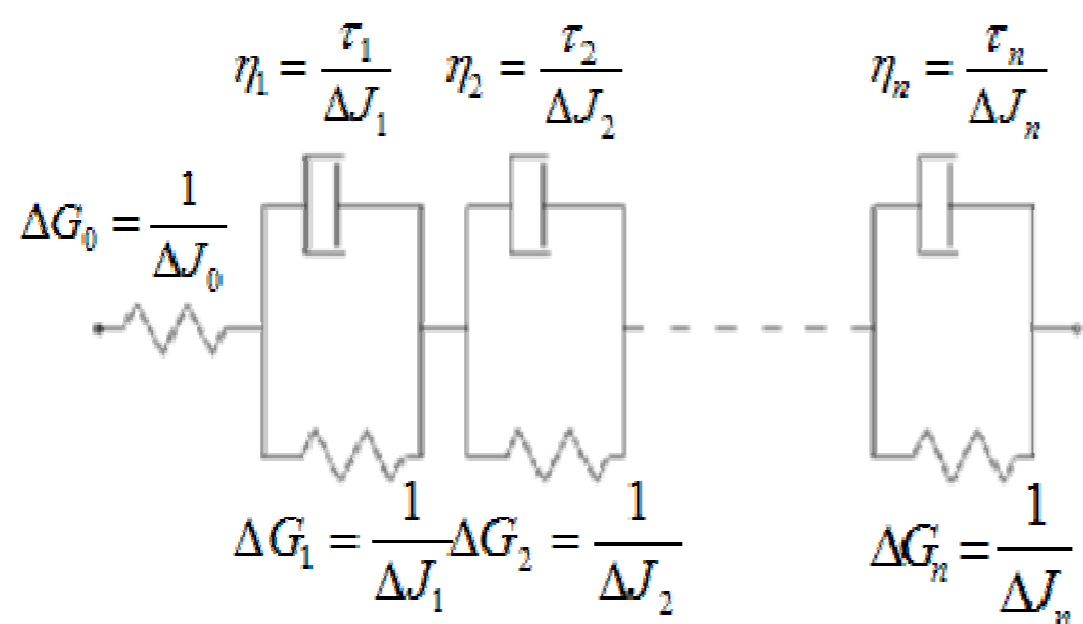 η₁ = τ₁/ΔJ₁ η₂ = τ₂/ΔJ₂ ηₙ = τₙ/ΔJₙ
ΔG₀ = 1/ΔJ₀
ΔG₁ = 1/ΔJ₁ ΔG₂ = 1/ΔJ₂ ΔGₙ = 1/ΔJₙ